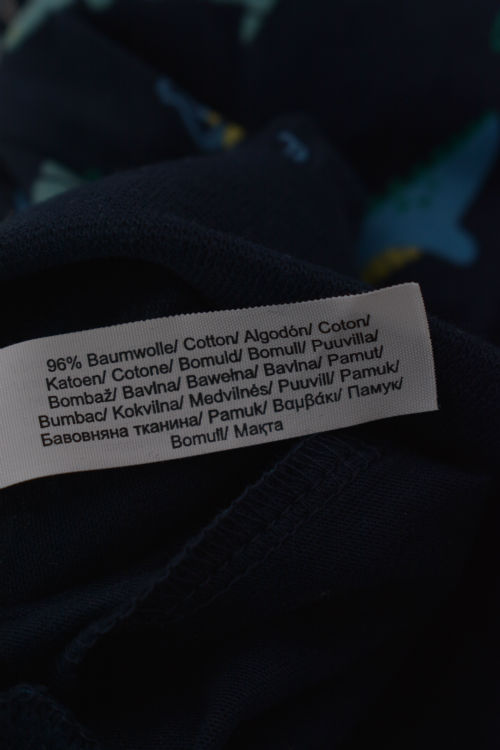 96% Baumwolle/ Cotton/ Algodón/ Coton/
Katoen/ Cotone/ Bomuld/ Bomull/ Puuvilla/
Bombaž/ Bavlna/ Bawełna/ Bavlna/ Pamut/
Bumbac/ Kokvilna/ Medvilnės/ Puuvill/ Pamuk/
Бавовняна тканина/ Pamuk/ Βαμβάκι/ Памук/
Bomull/ Мақта